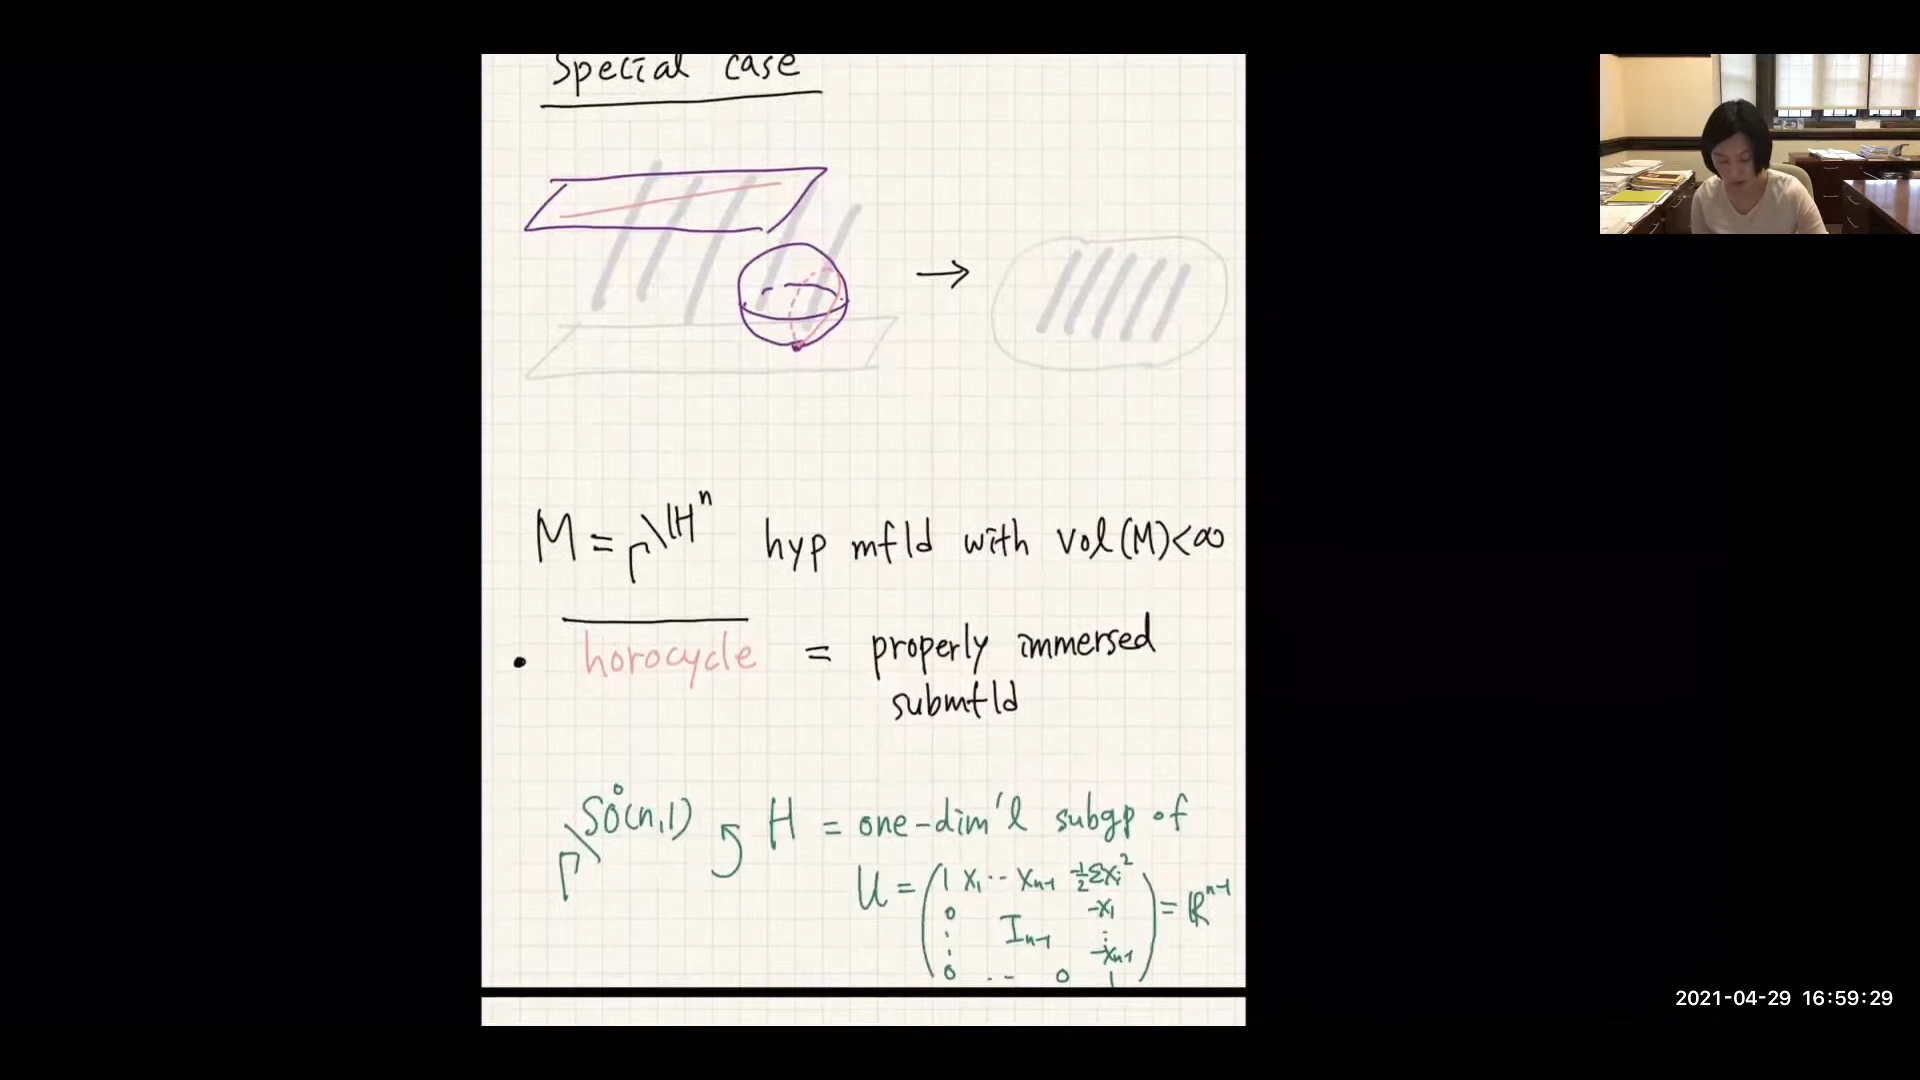 Special case
→
M = Γ\ℍⁿ hyp mfld with vol(M)<∞
• horocycle = properly immersed
submfld
Γ\SO°(n,1) ↺ H = one-dim'l subgp of
U = ( 1 x₁ ·· xₙ₋₁ -½Σxᵢ²
0 -x₁
⋮ Iₙ₋₁ ⋮
-xₙ₋₁
0 ·· 0 1 ) = ℝⁿ⁻¹
2021-04-29 16:59:29